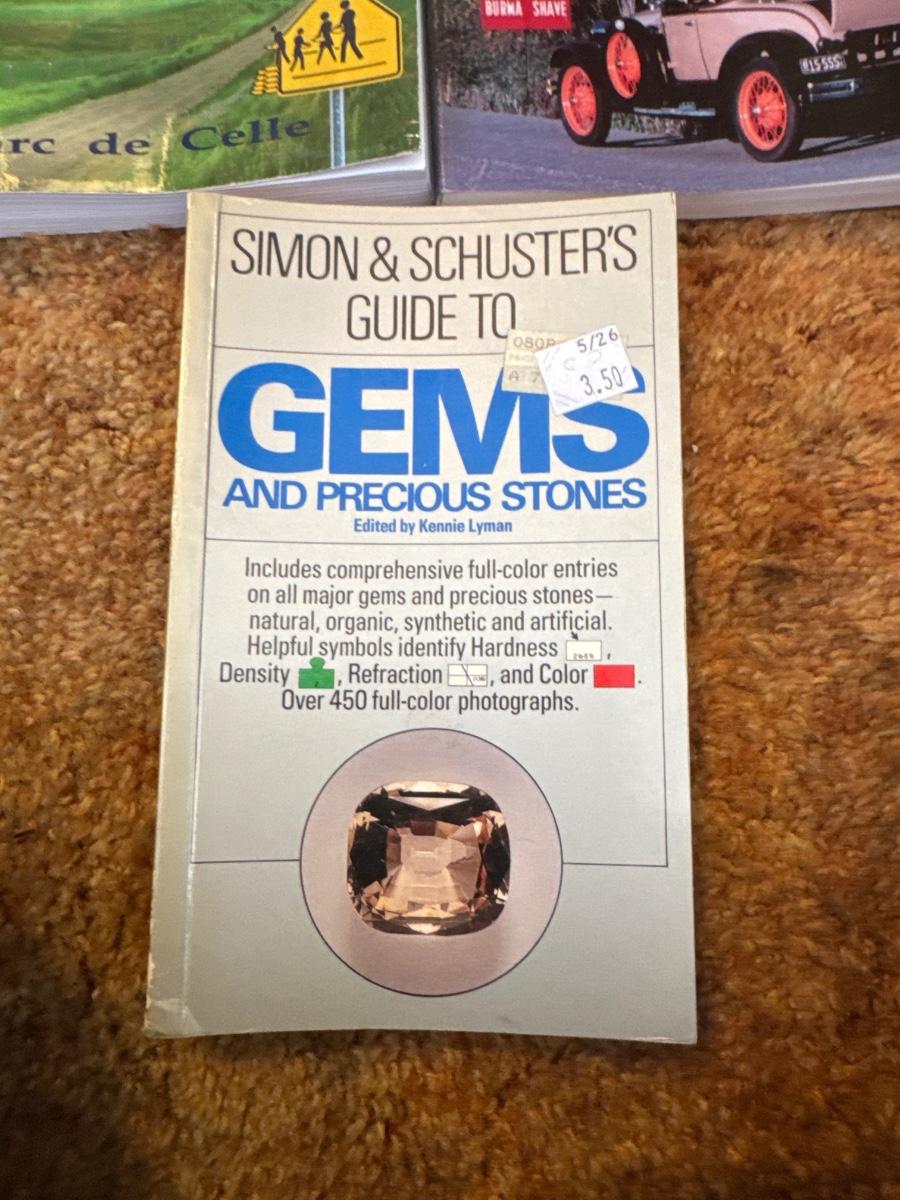 BURMA SHAVE
arc de Celle
SIMON & SCHUSTER'S
GUIDE TO
5/26
3.50
GEMS
AND PRECIOUS STONES
Edited by Kennie Lyman
Includes comprehensive full-color entries
on all major gems and precious stones—
natural, organic, synthetic and artificial.
Helpful symbols identify Hardness ,
Density , Refraction , and Color .
Over 450 full-color photographs.